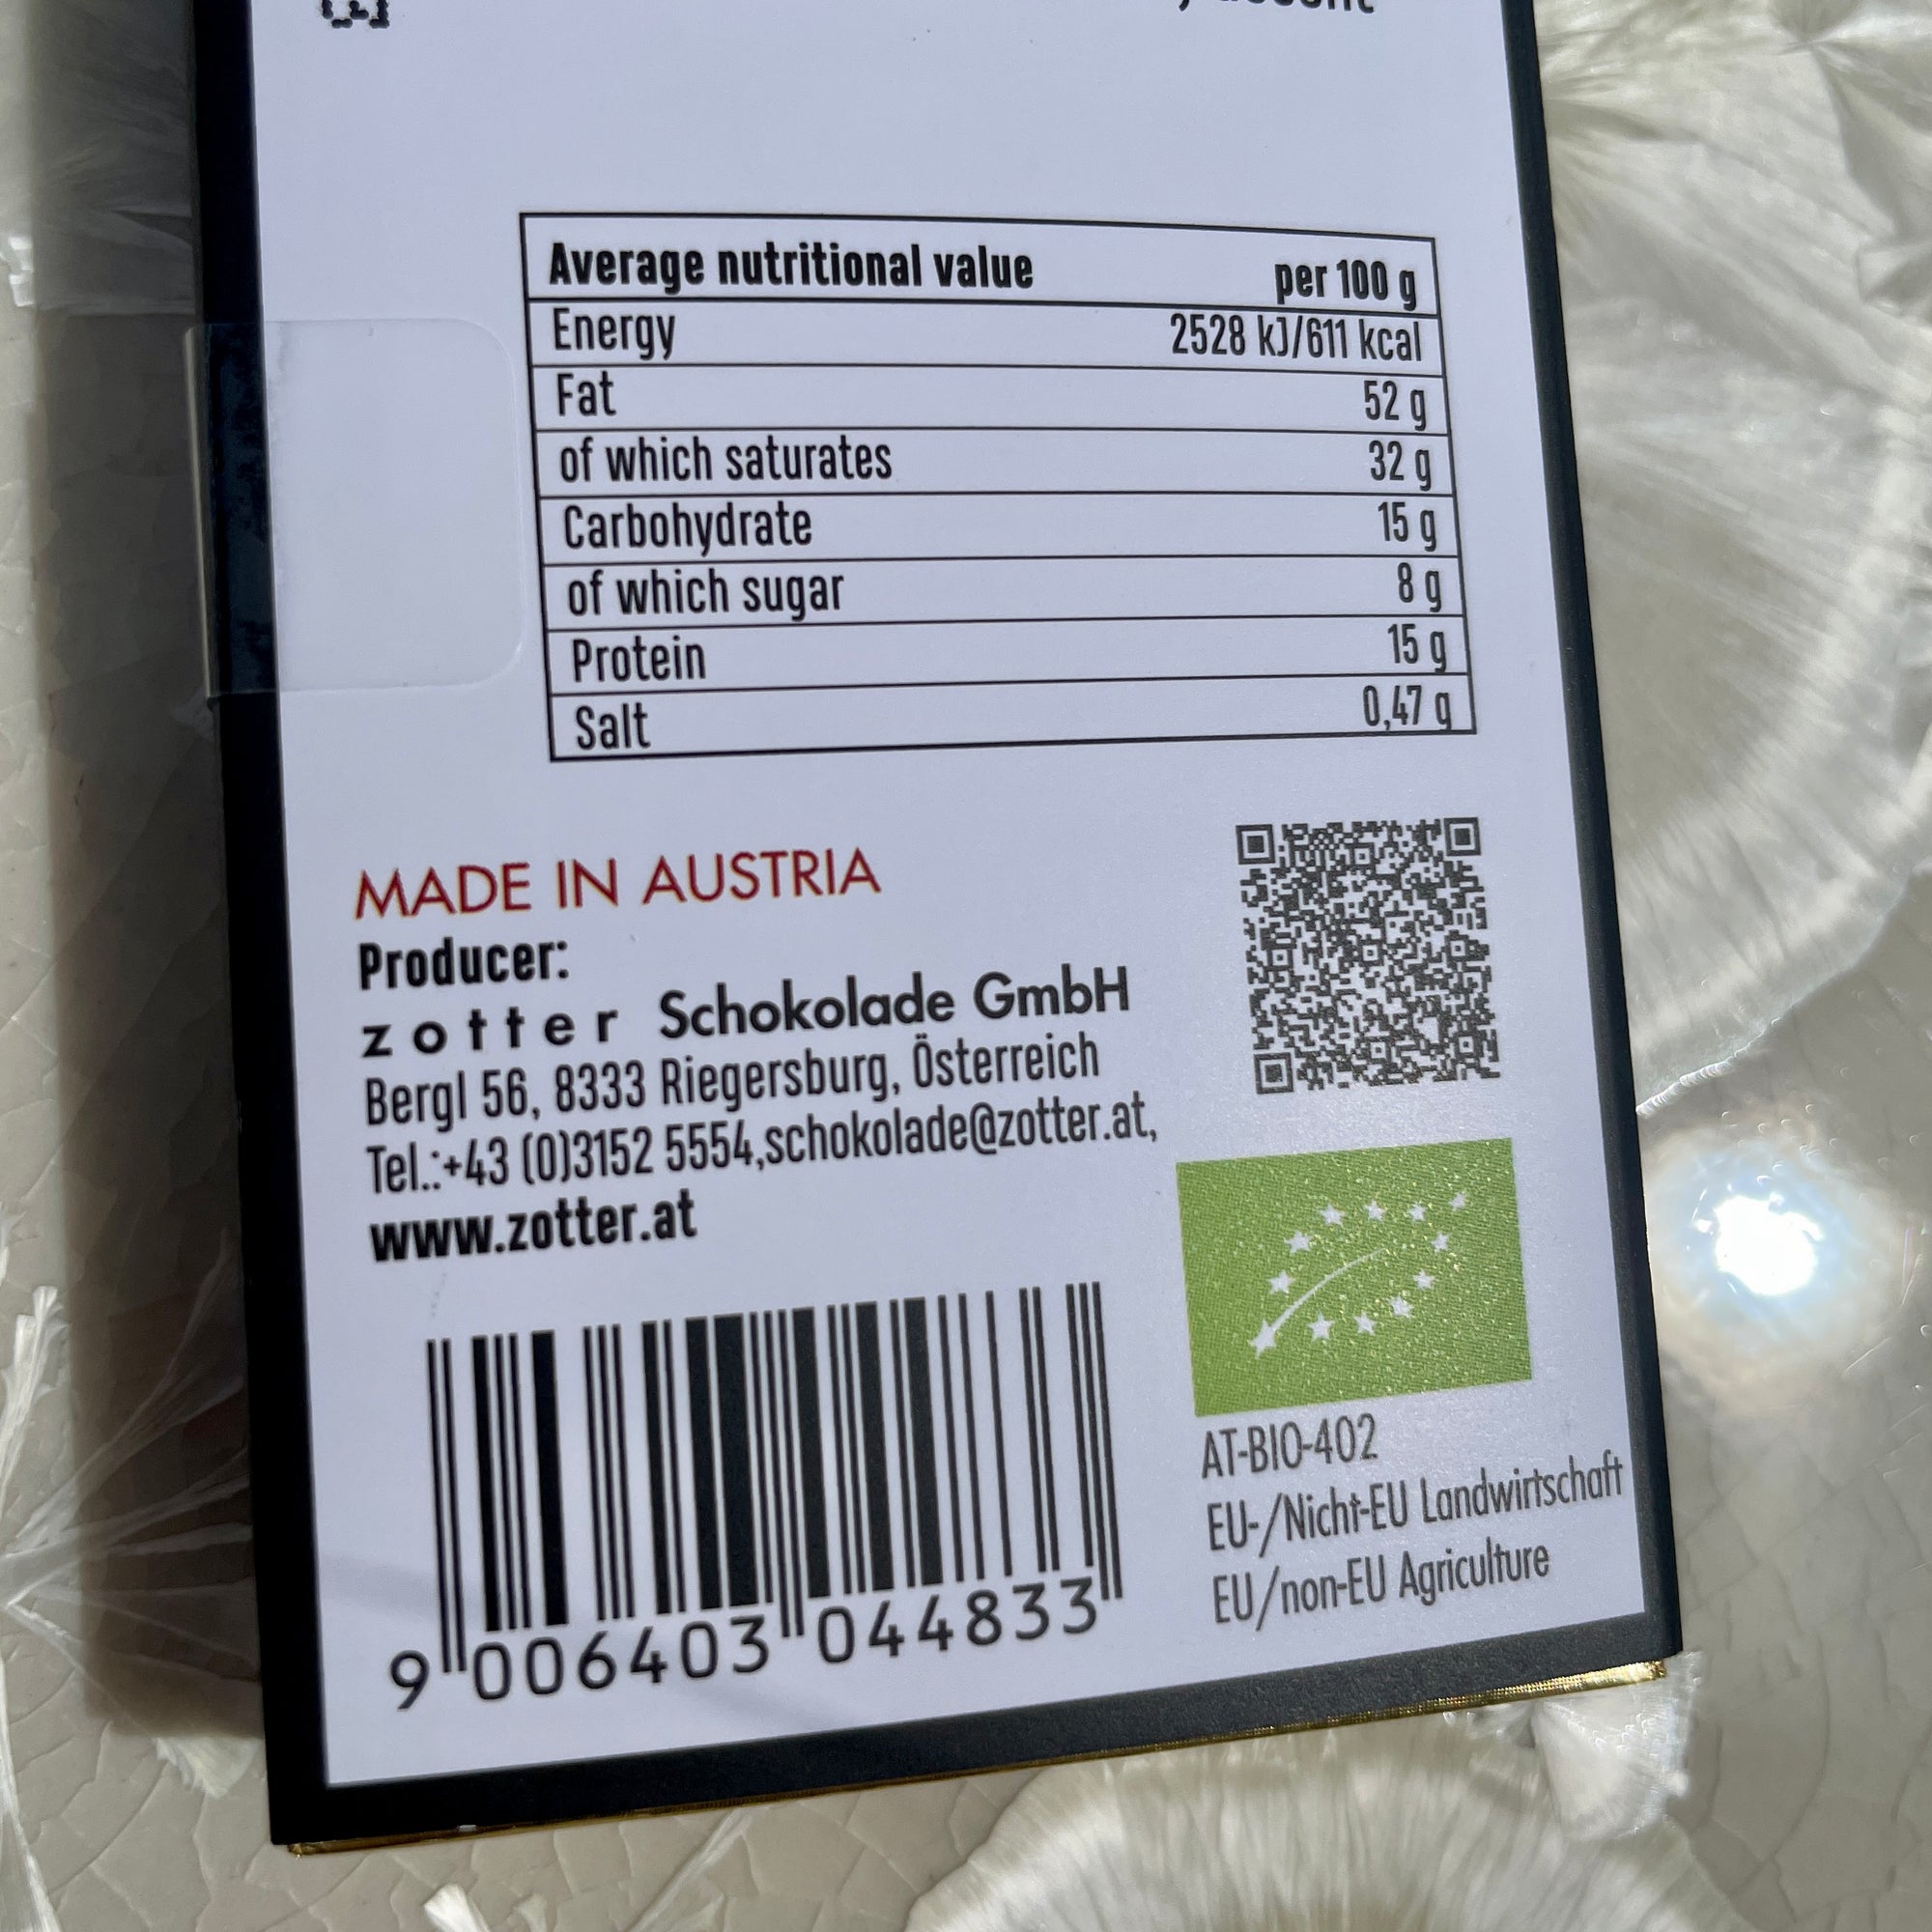 Average nutritional value per 100 g
Energy 2528 kJ/611 kcal
Fat 52 g
of which saturates 32 g
Carbohydrate 15 g
of which sugar 8 g
Protein 15 g
Salt 0,47 g
MADE IN AUSTRIA
Producer:
zotter Schokolade GmbH
Bergl 56, 8333 Riegersburg, Österreich
Tel.:+43 (0)3152 5554,schokolade@zotter.at,
www.zotter.at
9 006403 044833
AT-BIO-402
EU-/Nicht-EU Landwirtschaft
EU/non-EU Agriculture